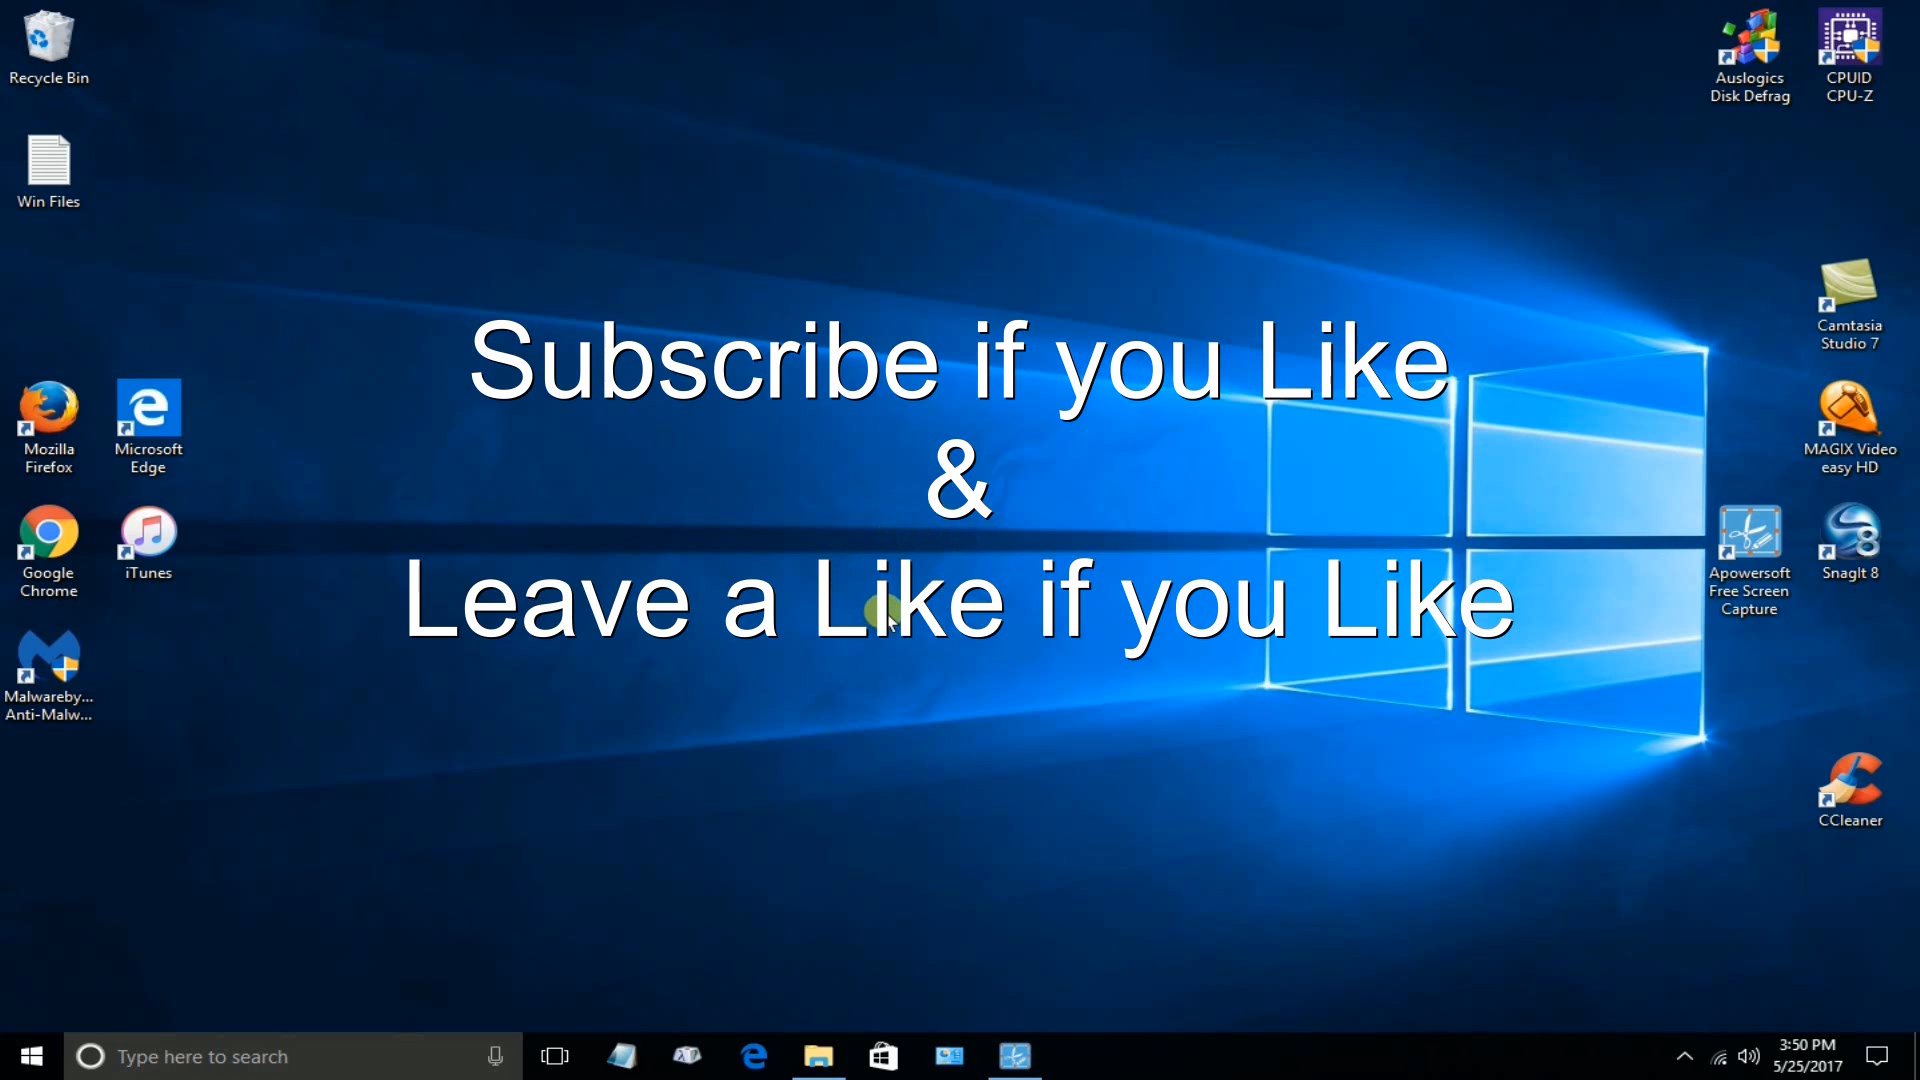 Recycle Bin
Auslogics
Disk Defrag
CPUID
CPU-Z
Win Files
Camtasia
Studio 7
Subscribe if you Like
&
Leave a Like if you Like
Mozilla
Firefox
Microsoft
Edge
MAGIX Video
easy HD
Google
Chrome
iTunes
Apowersoft
Free Screen
Capture
8
SnagIt 8
Malwareby...
Anti-Malw...
CCleaner
Type here to search
3:50 PM
5/25/2017